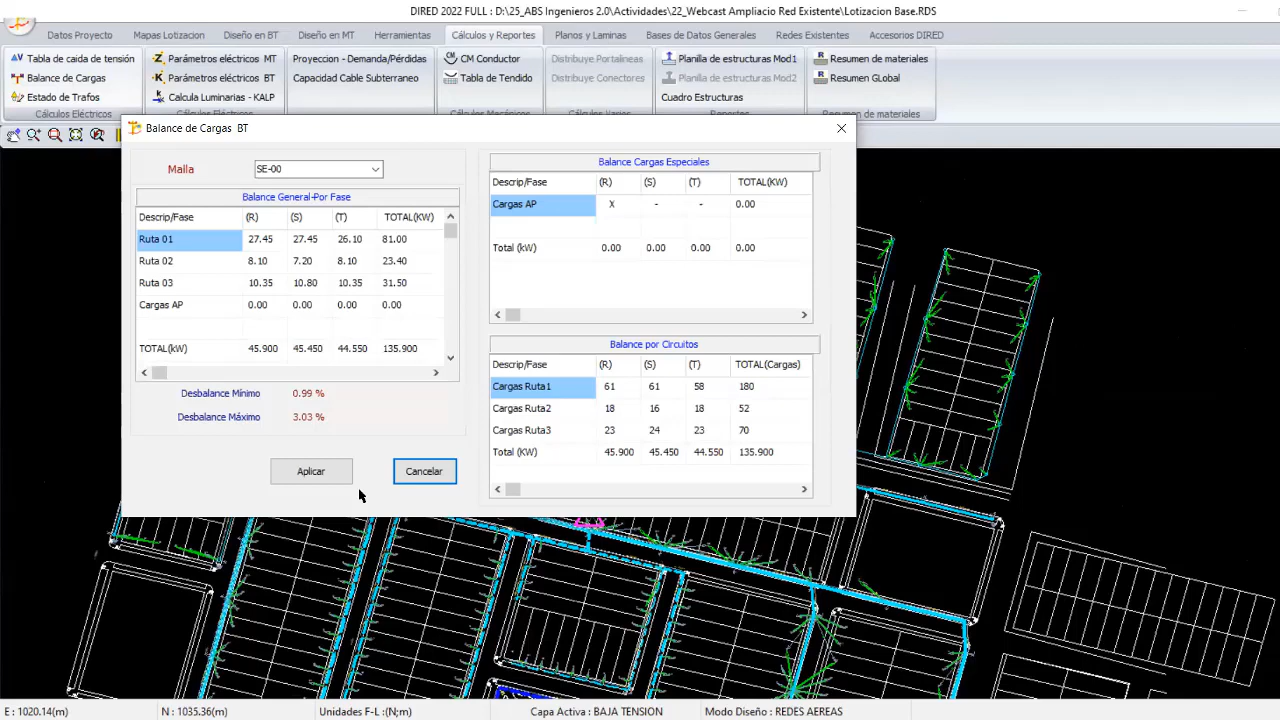 DIRED 2022 FULL : D:\25_ABS Ingenieros 2.0\Actividades\22_Webcast Ampliacio Red Existente\Lotizacion Base.RDS
Datos Proyecto Mapas Lotizacion Diseño en BT Diseño en MT Herramientas Cálculos y Reportes Planos y Laminas Bases de Datos Generales Redes Existentes Accesorios DIRED
Tabla de caida de tensión Parámetros eléctricos MT Proyeccion - Demanda/Pérdidas CM Conductor Distribuye Portalineas Planilla de estructuras Mod1 Resumen de materiales
Balance de Cargas Parámetros eléctricos BT Capacidad Cable Subterraneo Tabla de Tendido Distribuye Conectores Planilla de estructuras Mod2 Resumen GLobal
Estado de Trafos Calcula Luminarias - KALP Cuadro Estructuras
Cálculos Eléctricos Resumen de materiales
Balance de Cargas BT
Malla SE-00
Balance General-Por Fase
Descrip/Fase (R) (S) (T) TOTAL(KW)
Ruta 01 27.45 27.45 26.10 81.00
Ruta 02 8.10 7.20 8.10 23.40
Ruta 03 10.35 10.80 10.35 31.50
Cargas AP 0.00 0.00 0.00 0.00
TOTAL(kW) 45.900 45.450 44.550 135.900
Desbalance Mínimo 0.99 %
Desbalance Máximo 3.03 %
Aplicar Cancelar
Balance Cargas Especiales
Descrip/Fase (R) (S) (T) TOTAL(KW)
Cargas AP X - - 0.00
Total (kW) 0.00 0.00 0.00 0.00
Balance por Circuitos
Descrip/Fase (R) (S) (T) TOTAL(Cargas)
Cargas Ruta1 61 61 58 180
Cargas Ruta2 18 16 18 52
Cargas Ruta3 23 24 23 70
Total (KW) 45.900 45.450 44.550 135.900
E : 1020.14(m) N : 1035.36(m) Unidades F-L :(N;m) Capa Activa : BAJA TENSION Modo Diseño : REDES AEREAS